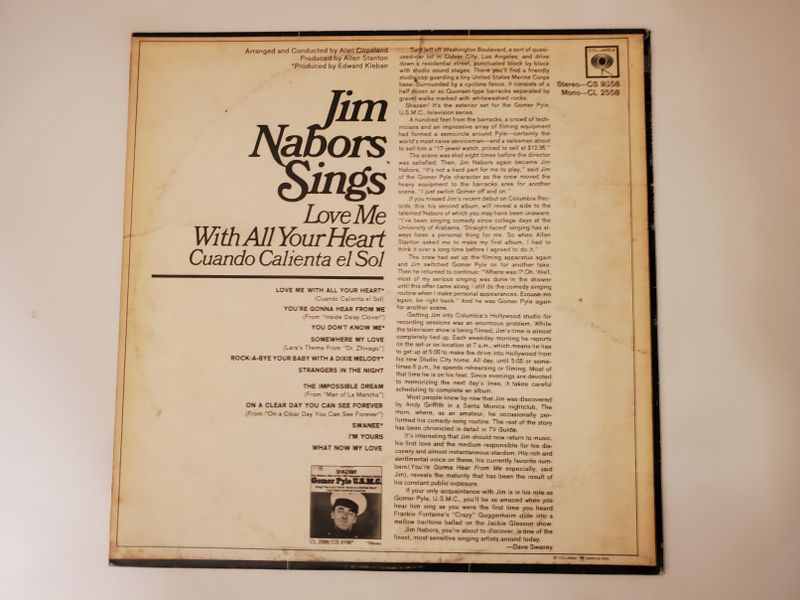 Arranged and Conducted by Alan Copeland
Produced by Allen Stanton
*Produced by Edward Kleban
Jim
Nabors
Sings
Love Me
With All Your Heart
Cuando Calienta el Sol
LOVE ME WITH ALL YOUR HEART*
(Cuando Calienta el Sol)
YOU'RE GONNA HEAR FROM ME
(From "Inside Daisy Clover")
YOU DON'T KNOW ME*
SOMEWHERE MY LOVE
(Lara's Theme From "Dr. Zhivago")
ROCK-A-BYE YOUR BABY WITH A DIXIE MELODY*
STRANGERS IN THE NIGHT
THE IMPOSSIBLE DREAM
(From "Man of La Mancha")
ON A CLEAR DAY YOU CAN SEE FOREVER
(From "On a Clear Day You Can See Forever")
SWANEE*
I'M YOURS
WHAT NOW MY LOVE
SHAZAM!
Gomer Pyle U.S.M.C.
*Stereo
Turn left off Washington Boulevard, a sort of quasi-
used-car lot in Culver City, Los Angeles, and drive
down a residential street, punctuated block by block
with studio sound stages. There you'll find a friendly
studio cop guarding a tiny United States Marine Corps
base. Surrounded by a cyclone fence, it consists of a
half dozen or so Quonset-type barracks separated by
gravel walks marked with whitewashed rocks.
Shazam! It's the exterior set for the Gomer Pyle,
U.S.M.C., television series.
A hundred feet from the barracks, a crowd of tech-
nicians and an impressive array of filming equipment
had formed a semicircle around Pyle—certainly the
world's most naive serviceman—and a salesman about
to sell him a "17-jewel watch, priced to sell at $12.95."
The scene was shot eight times before the director
was satisfied. Then, Jim Nabors again became Jim
Nabors. "It's not a hard part for me to play," said Jim
of the Gomer Pyle character as the crew moved the
heavy equipment to the barracks area for another
scene. "I just switch Gomer off and on."
If you missed Jim's recent debut on Columbia Rec-
ords, this, his second album, will reveal a side to the
talented Nabors of which you may have been unaware.
"I've been singing comedy since college days at the
University of Alabama. 'Straight-faced' singing has al-
ways been a personal thing for me. So when Allen
Stanton asked me to make my first album, I had to
think it over a long time before I agreed to do it."
The crew had set up the filming apparatus again
and Jim switched Gomer Pyle on for another take.
Then he returned to continue: "Where was I? Oh. Well,
most of my serious singing was done in the shower
until this offer came along. I still do the comedy singing
routine when I make personal appearances. Excuse me
again, be right back." And he was Gomer Pyle again
for another scene.
Getting Jim into Columbia's Hollywood studio for
recording sessions was an enormous problem. While
the television show is being filmed, Jim's time is almost
completely tied up. Each weekday morning he reports
on the set or on location at 7 a.m., which means he has
to get up at 5:00 to make the drive into Hollywood from
his new Studio City home. All day, until 5:00 or some-
times 6 p.m., he spends rehearsing or filming. Most of
that time he is on his feet. Since evenings are devoted
to memorizing the next day's lines, it takes careful
scheduling to complete an album.
Most people know by now that Jim was discovered
by Andy Griffith in a Santa Monica nightclub, The
Horn, where, as an amateur, he occasionally per-
formed his comedy-song routine. The rest of the story
has been chronicled in detail in TV Guide.
It's interesting that Jim should now return to music,
his first love and the medium responsible for his dis-
covery and almost instantaneous stardom. His rich and
sentimental voice on these, his currently favorite num-
bers (You're Gonna Hear From Me especially, said
Jim), reveals the maturity that has been the result of
his constant public exposure.
If your only acquaintance with Jim is in his role as
Gomer Pyle, U.S.M.C., you'll be as amazed when you
hear him sing as you were the first time you heard
Frankie Fontaine's "Crazy" Guggenheim slide into a
mellow baritone ballad on the Jackie Gleason show.
Jim Nabors, you're about to discover, is one of the
finest, most sensitive singing artists around today.
—Dave Swaney
COLUMBIA
Stereo—CS 9358
Mono—CL 2558